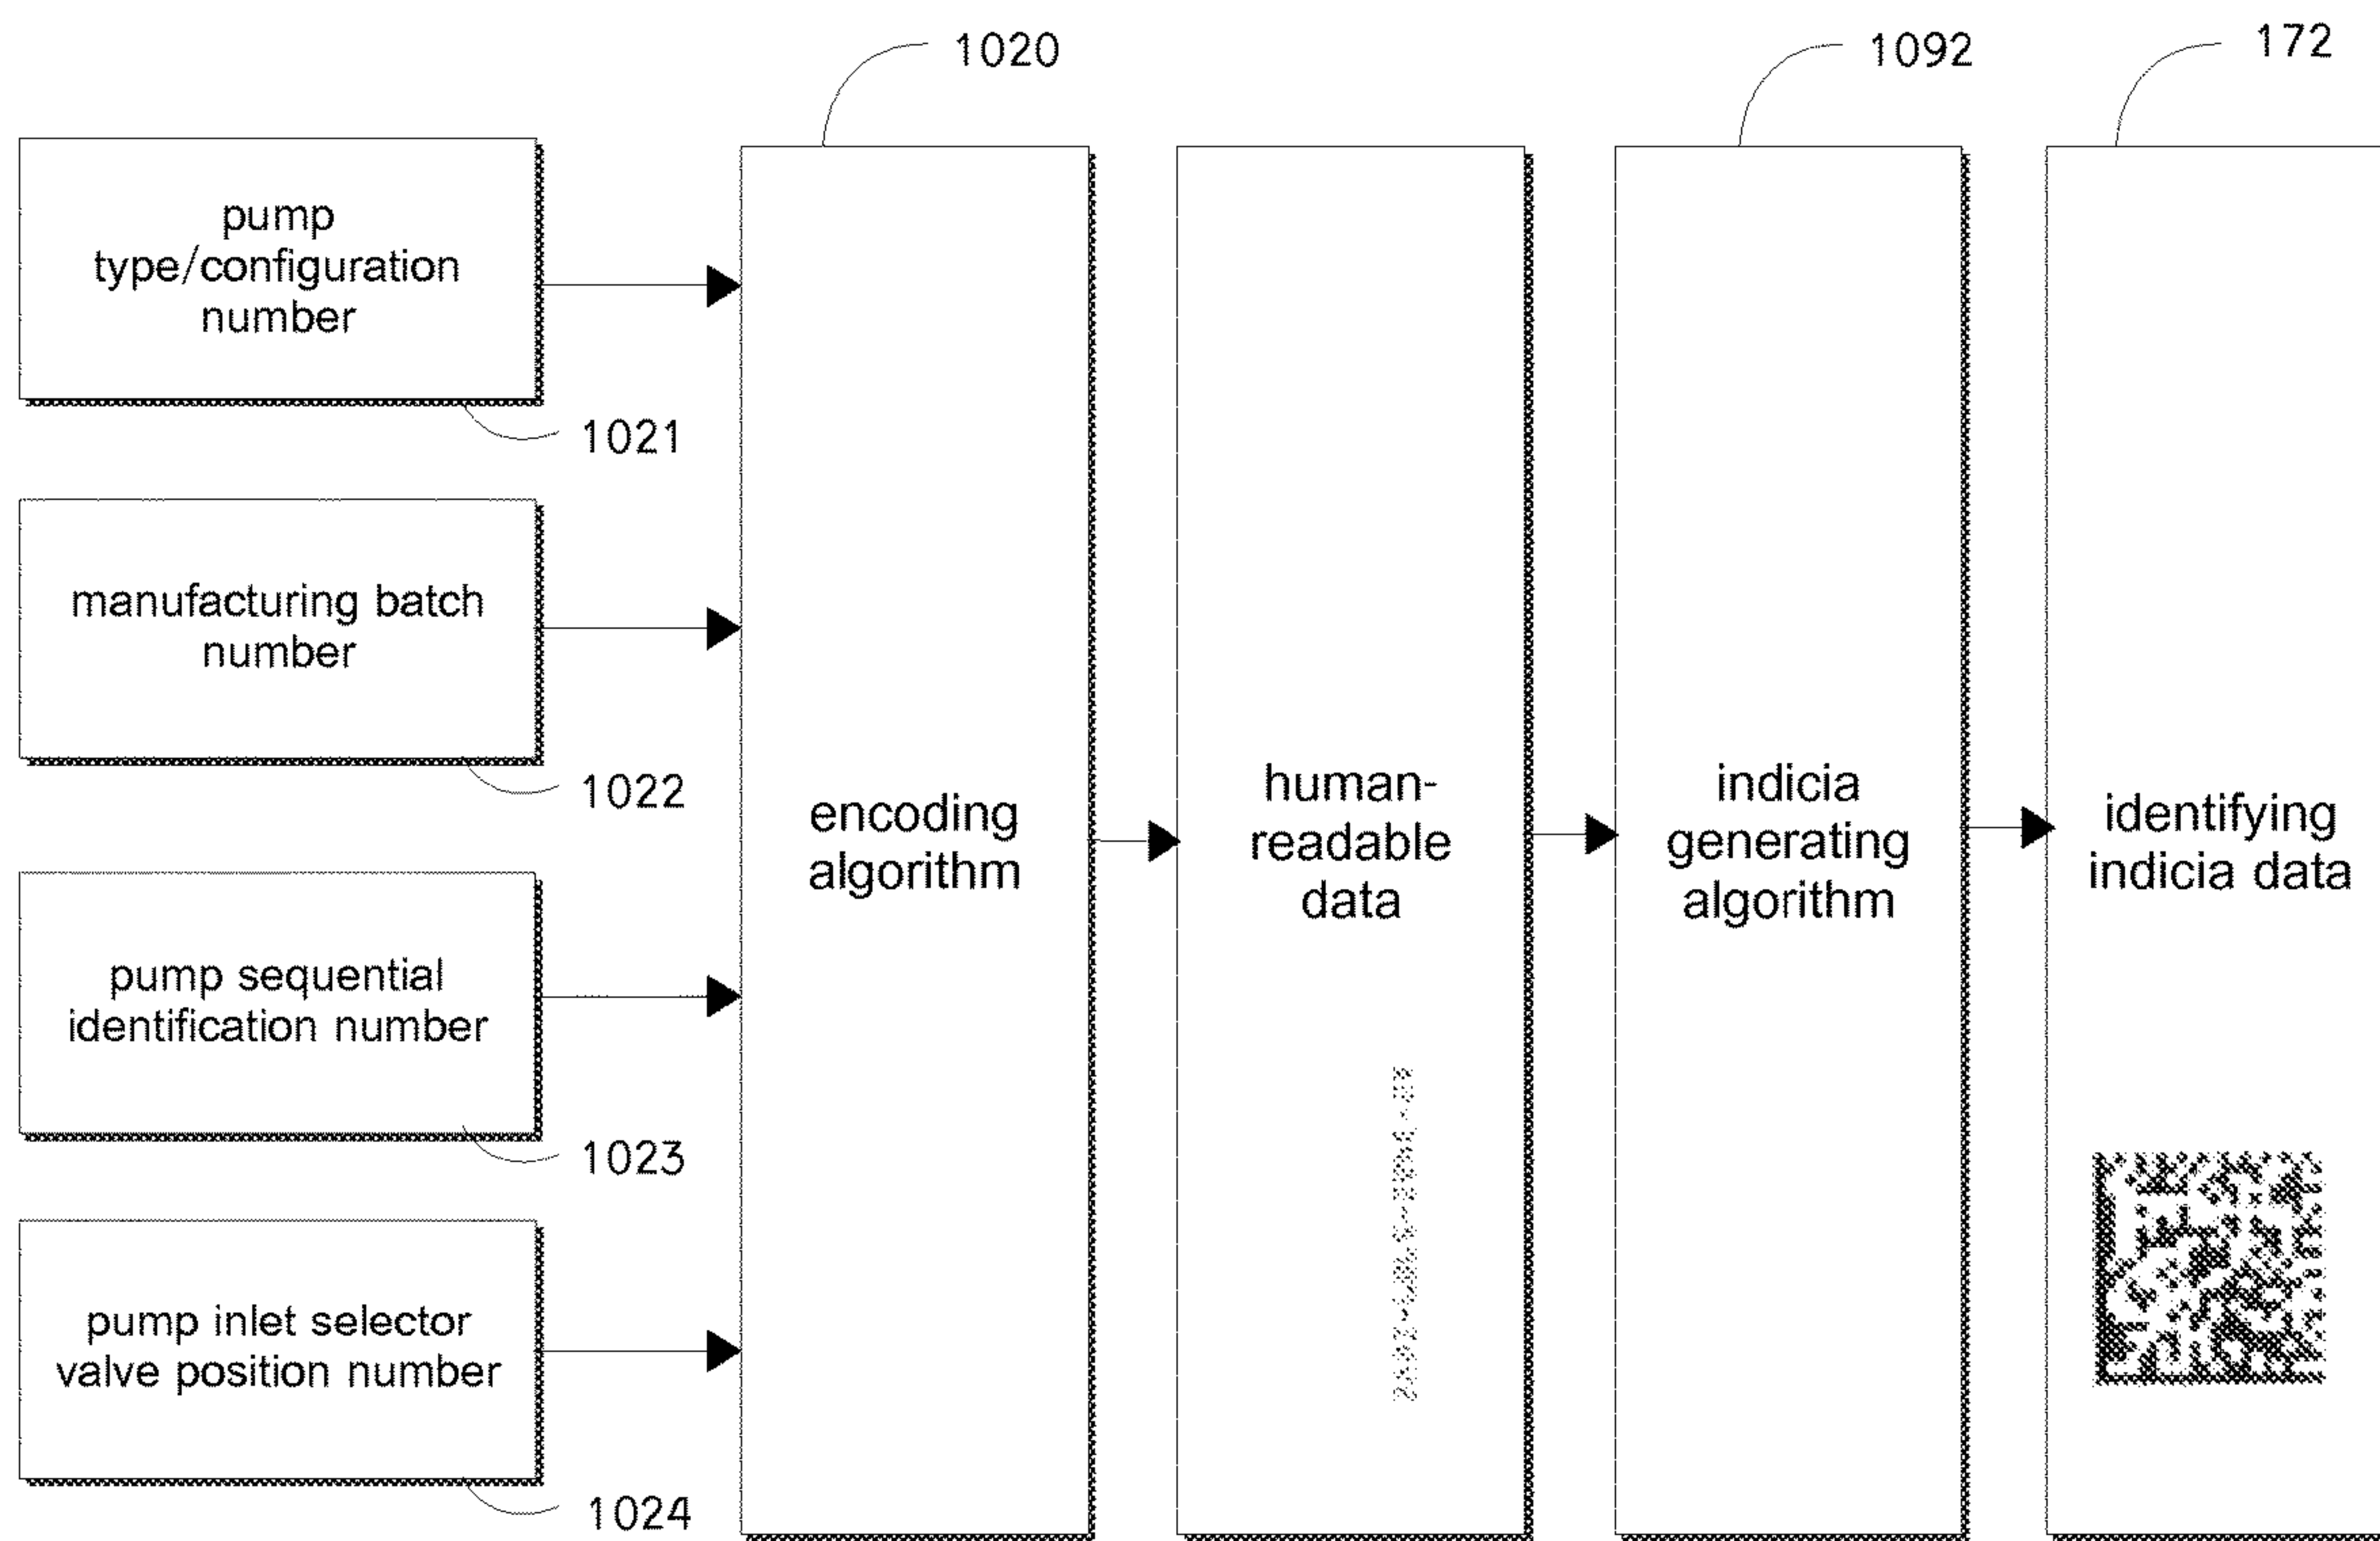 1020
1092
172
pump
type/configuration
number
1021
manufacturing batch
number
1022
pump sequential
identification number
1023
pump inlet selector
valve position number
1024
encoding
algorithm
human-
readable
data
indicia
generating
algorithm
identifying
indicia data